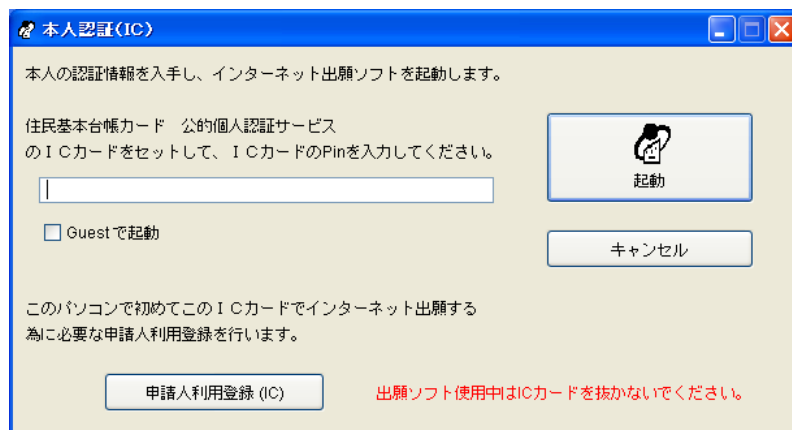 本人認証(IC)
本人の認証情報を入手し、インターネット出願ソフトを起動します。
住民基本台帳カード　公的個人認証サービス
のＩＣカードをセットして、ＩＣカードのPinを入力してください。
起動
Guestで起動
キャンセル
このパソコンで初めてこのＩＣカードでインターネット出願する
為に必要な申請人利用登録を行います。
申請人利用登録 (IC)
出願ソフト使用中はICカードを抜かないでください。